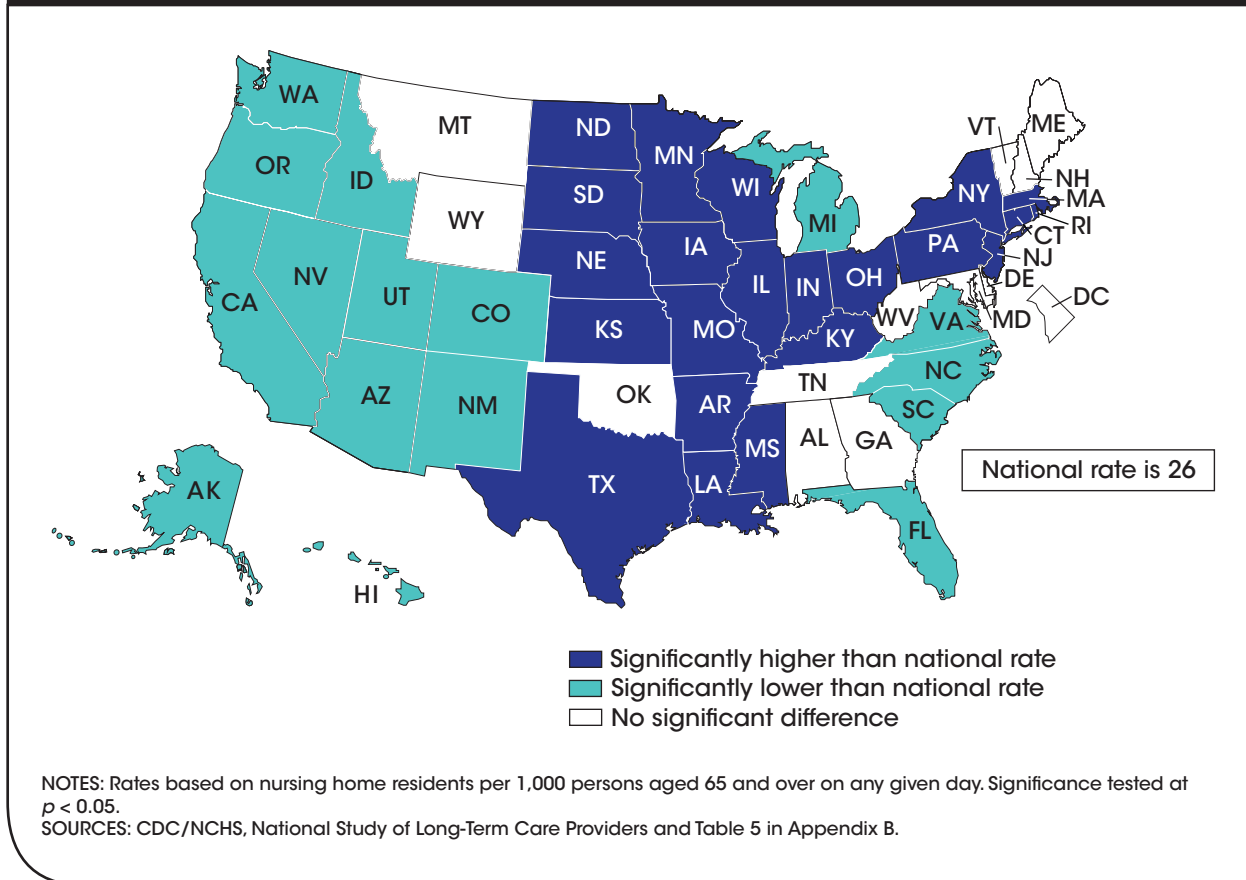 WA
MT
ND
MN
VT
ME
OR
ID
SD
WI
NY
NH
MA
WY
MI
RI
CT
IA
PA
NJ
NE
NV
UT
CO
IL
IN
OH
DE
DC
CA
WV
VA
MD
KS
MO
KY
AZ
NM
OK
TN
NC
AR
SC
MS
AL
GA
National rate is 26
TX
LA
AK
FL
HI
Significantly higher than national rate
Significantly lower than national rate
No significant difference
NOTES: Rates based on nursing home residents per 1,000 persons aged 65 and over on any given day. Significance tested at
p < 0.05.
SOURCES: CDC/NCHS, National Study of Long-Term Care Providers and Table 5 in Appendix B.